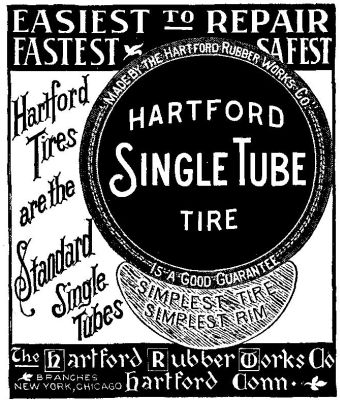 EASIEST TO REPAIR
FASTEST SAFEST
Hartford
Tires
are the
Standard
Single
Tubes
MADE BY THE HARTFORD RUBBER WORKS CO.
HARTFORD
SINGLE TUBE
TIRE
IS A GOOD GUARANTEE
SIMPLEST TIRE
SIMPLEST RIM
The Hartford Rubber Works Co
BRANCHES
NEW YORK, CHICAGO
Hartford Conn.